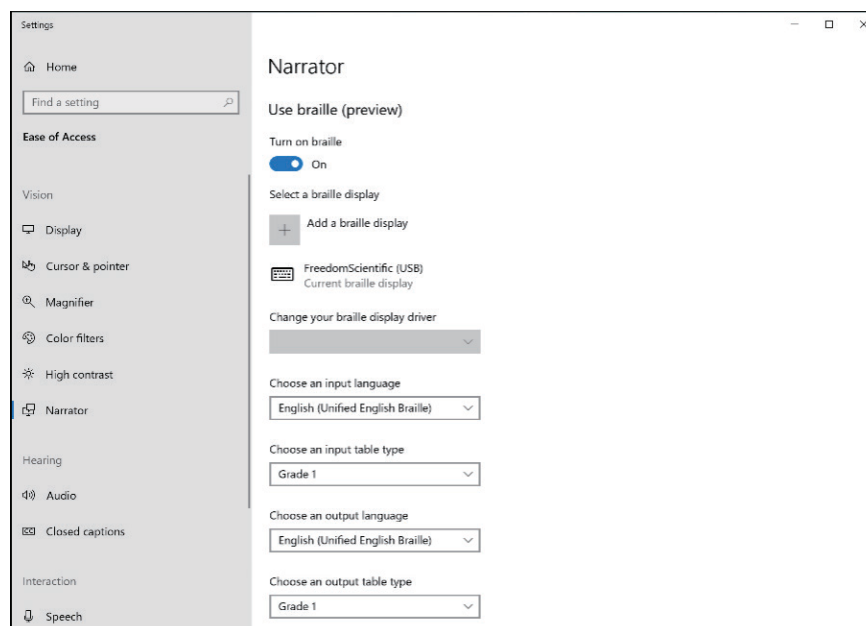 Settings
Home
Find a setting
Ease of Access
Vision
Display
Cursor & pointer
Magnifier
Color filters
High contrast
Narrator
Hearing
Audio
Closed captions
Interaction
Speech
Narrator
Use braille (preview)
Turn on braille
On
Select a braille display
Add a braille display
FreedomScientific (USB)
Current braille display
Change your braille display driver
Choose an input language
English (Unified English Braille)
Choose an input table type
Grade 1
Choose an output language
English (Unified English Braille)
Choose an output table type
Grade 1